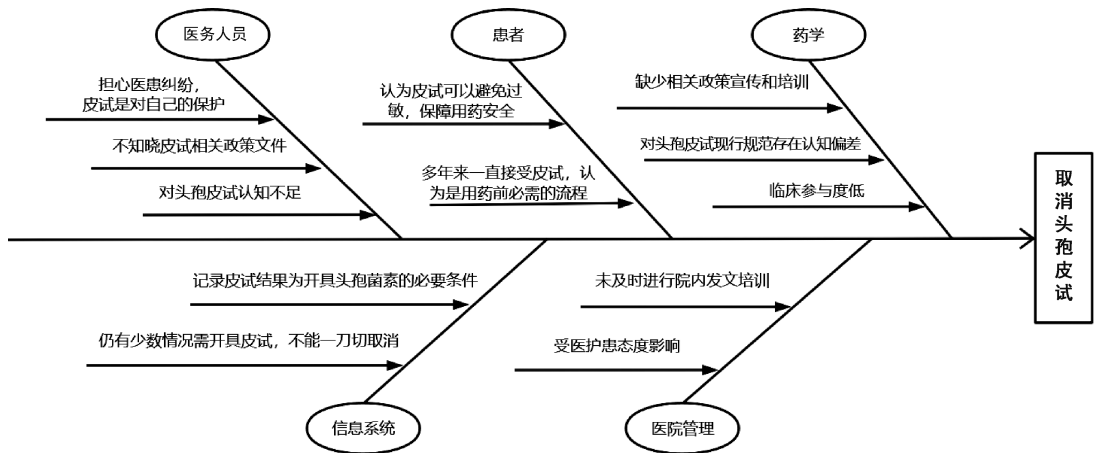 医务人员
患者
药学
担心医患纠纷，
皮试是对自己的保护
不知晓皮试相关政策文件
对头孢皮试认知不足
认为皮试可以避免过
敏，保障用药安全
多年来一直接受皮试，认
为是用药前必需的流程
缺少相关政策宣传和培训
对头孢皮试现行规范存在认知偏差
临床参与度低
取消头孢皮试
记录皮试结果为开具头孢菌素的必要条件
仍有少数情况需开具皮试，不能一刀切取消
未及时进行院内发文培训
受医护患态度影响
信息系统
医院管理